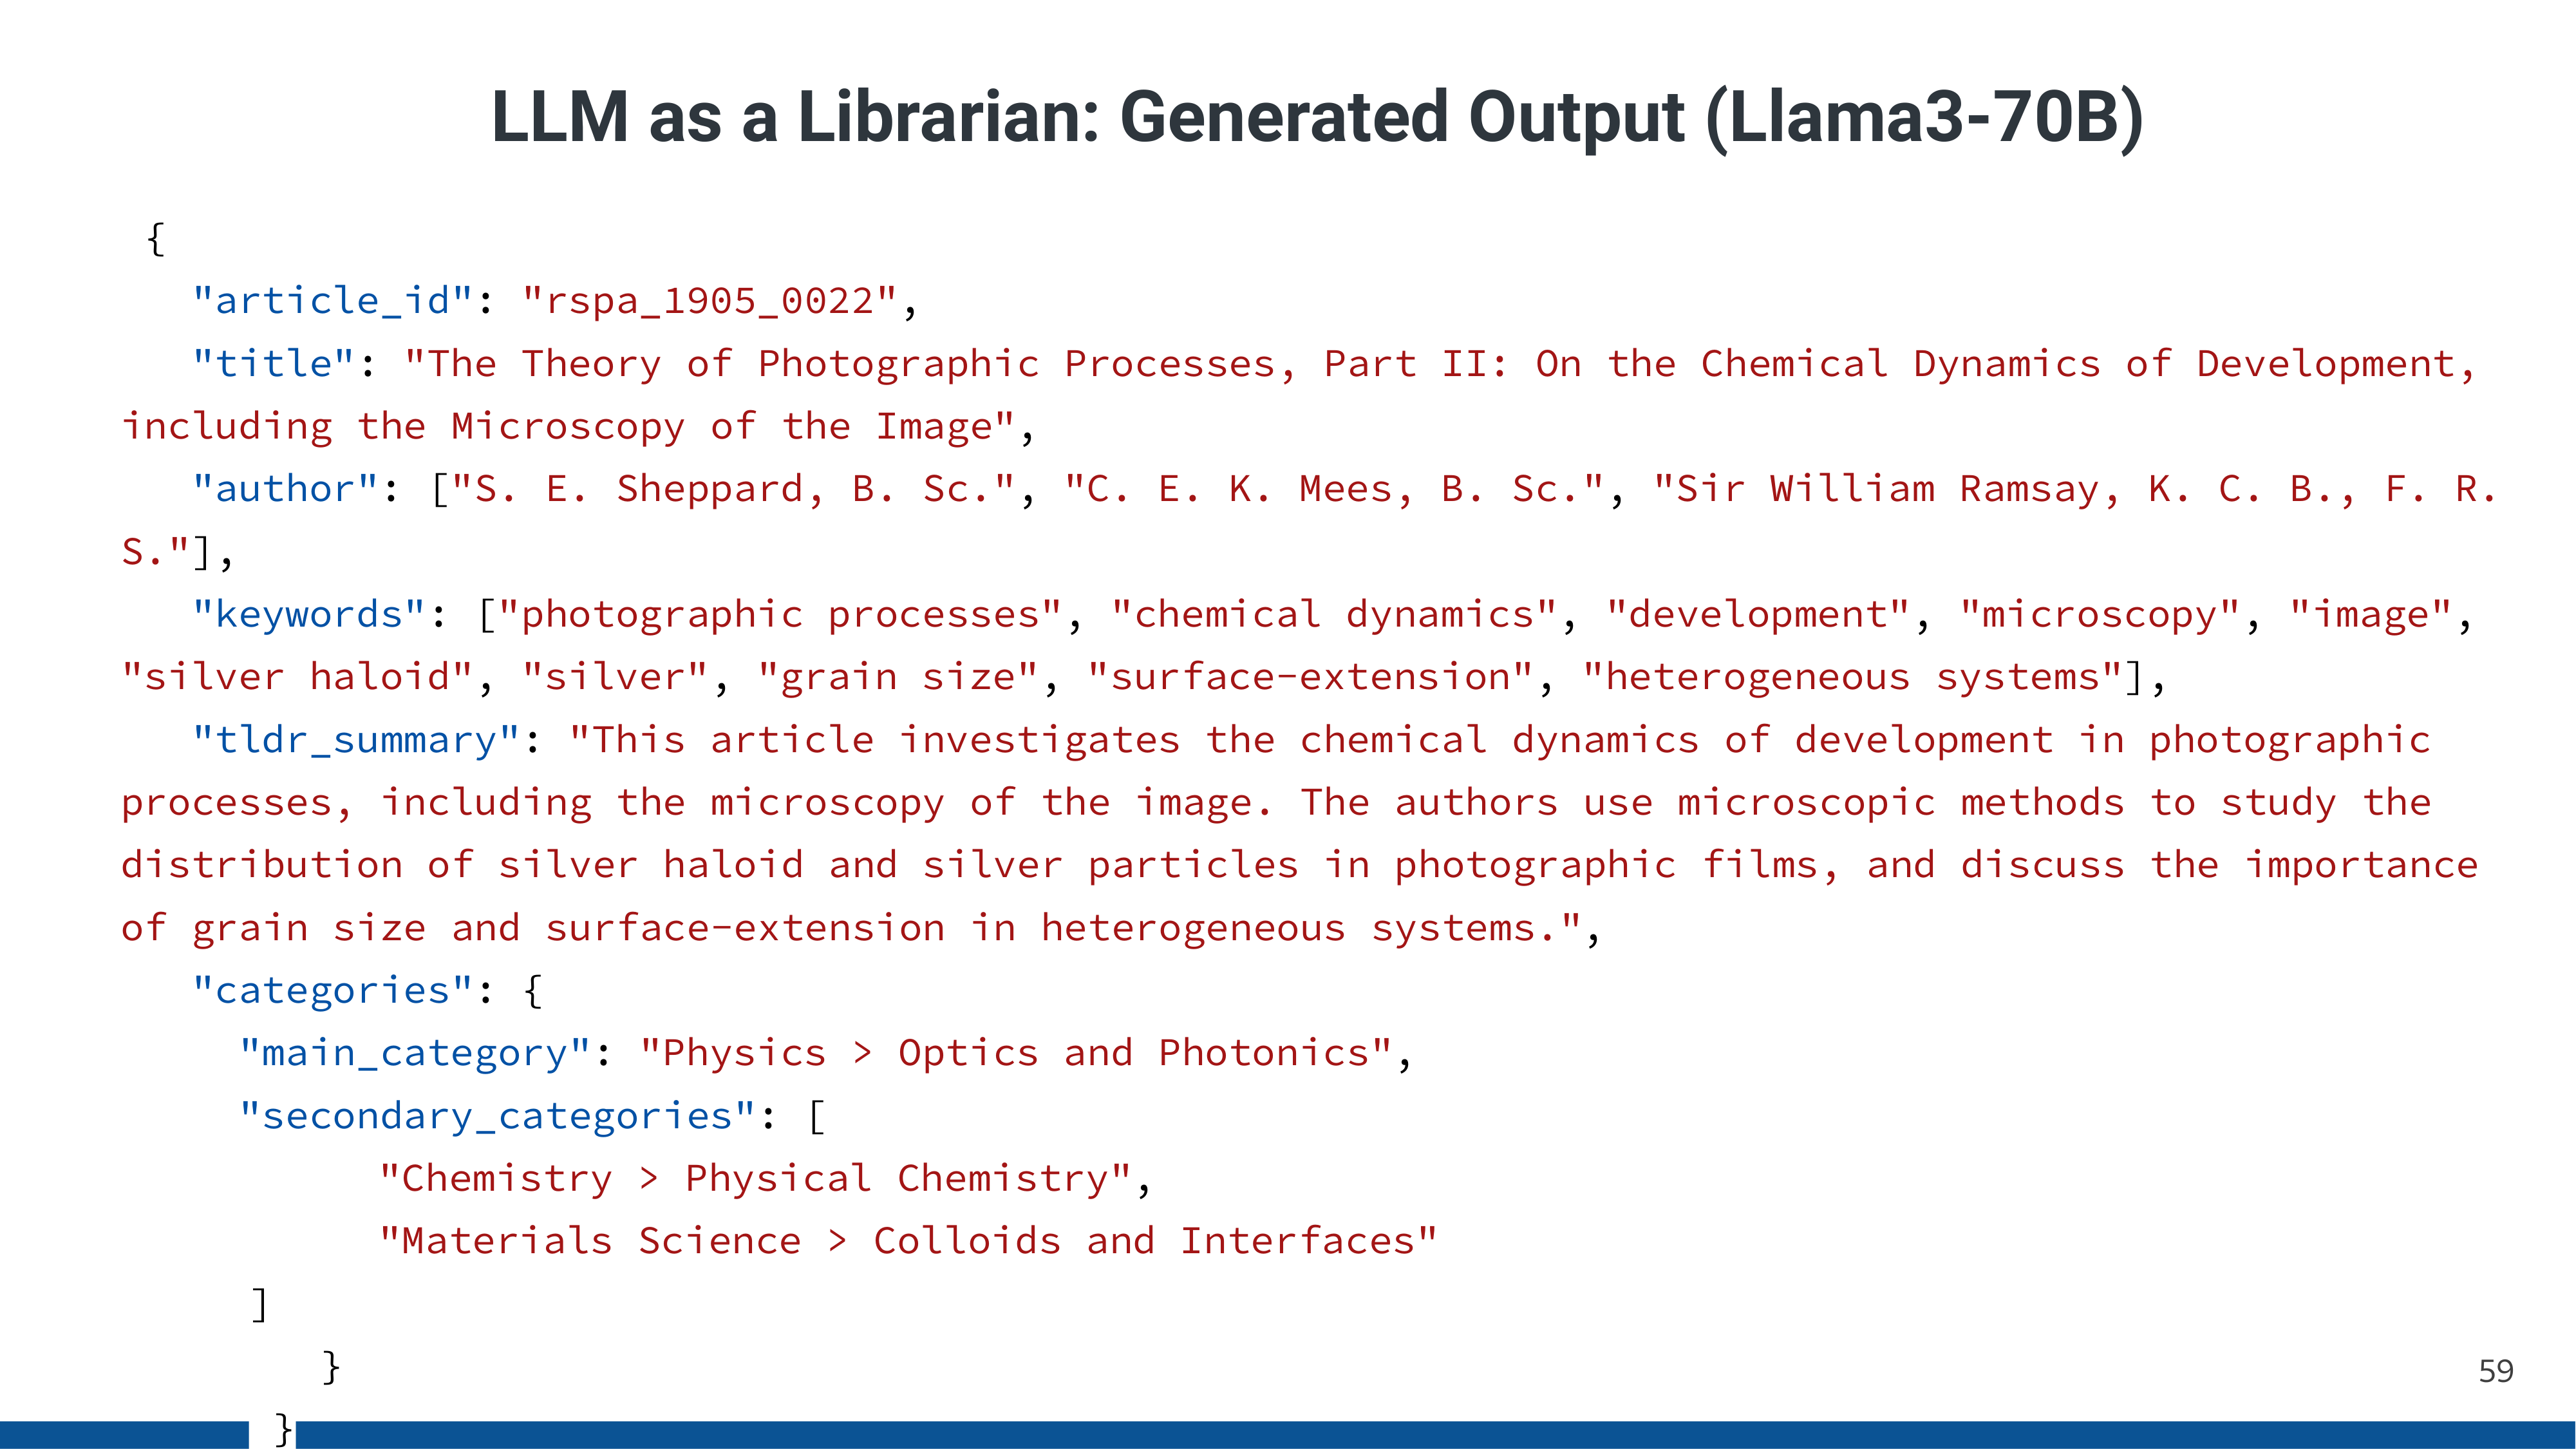 LLM as a Librarian: Generated Output (Llama3-70B)
{
"article_id": "rspa_1905_0022",
"title": "The Theory of Photographic Processes, Part II: On the Chemical Dynamics of Development,
including the Microscopy of the Image",
"author": ["S. E. Sheppard, B. Sc.", "C. E. K. Mees, B. Sc.", "Sir William Ramsay, K. C. B., F. R.
S."],
"keywords": ["photographic processes", "chemical dynamics", "development", "microscopy", "image",
"silver haloid", "silver", "grain size", "surface-extension", "heterogeneous systems"],
"tldr_summary": "This article investigates the chemical dynamics of development in photographic
processes, including the microscopy of the image. The authors use microscopic methods to study the
distribution of silver haloid and silver particles in photographic films, and discuss the importance
of grain size and surface-extension in heterogeneous systems.",
"categories": {
"main_category": "Physics > Optics and Photonics",
"secondary_categories": [
"Chemistry > Physical Chemistry",
"Materials Science > Colloids and Interfaces"
]
}
59
}